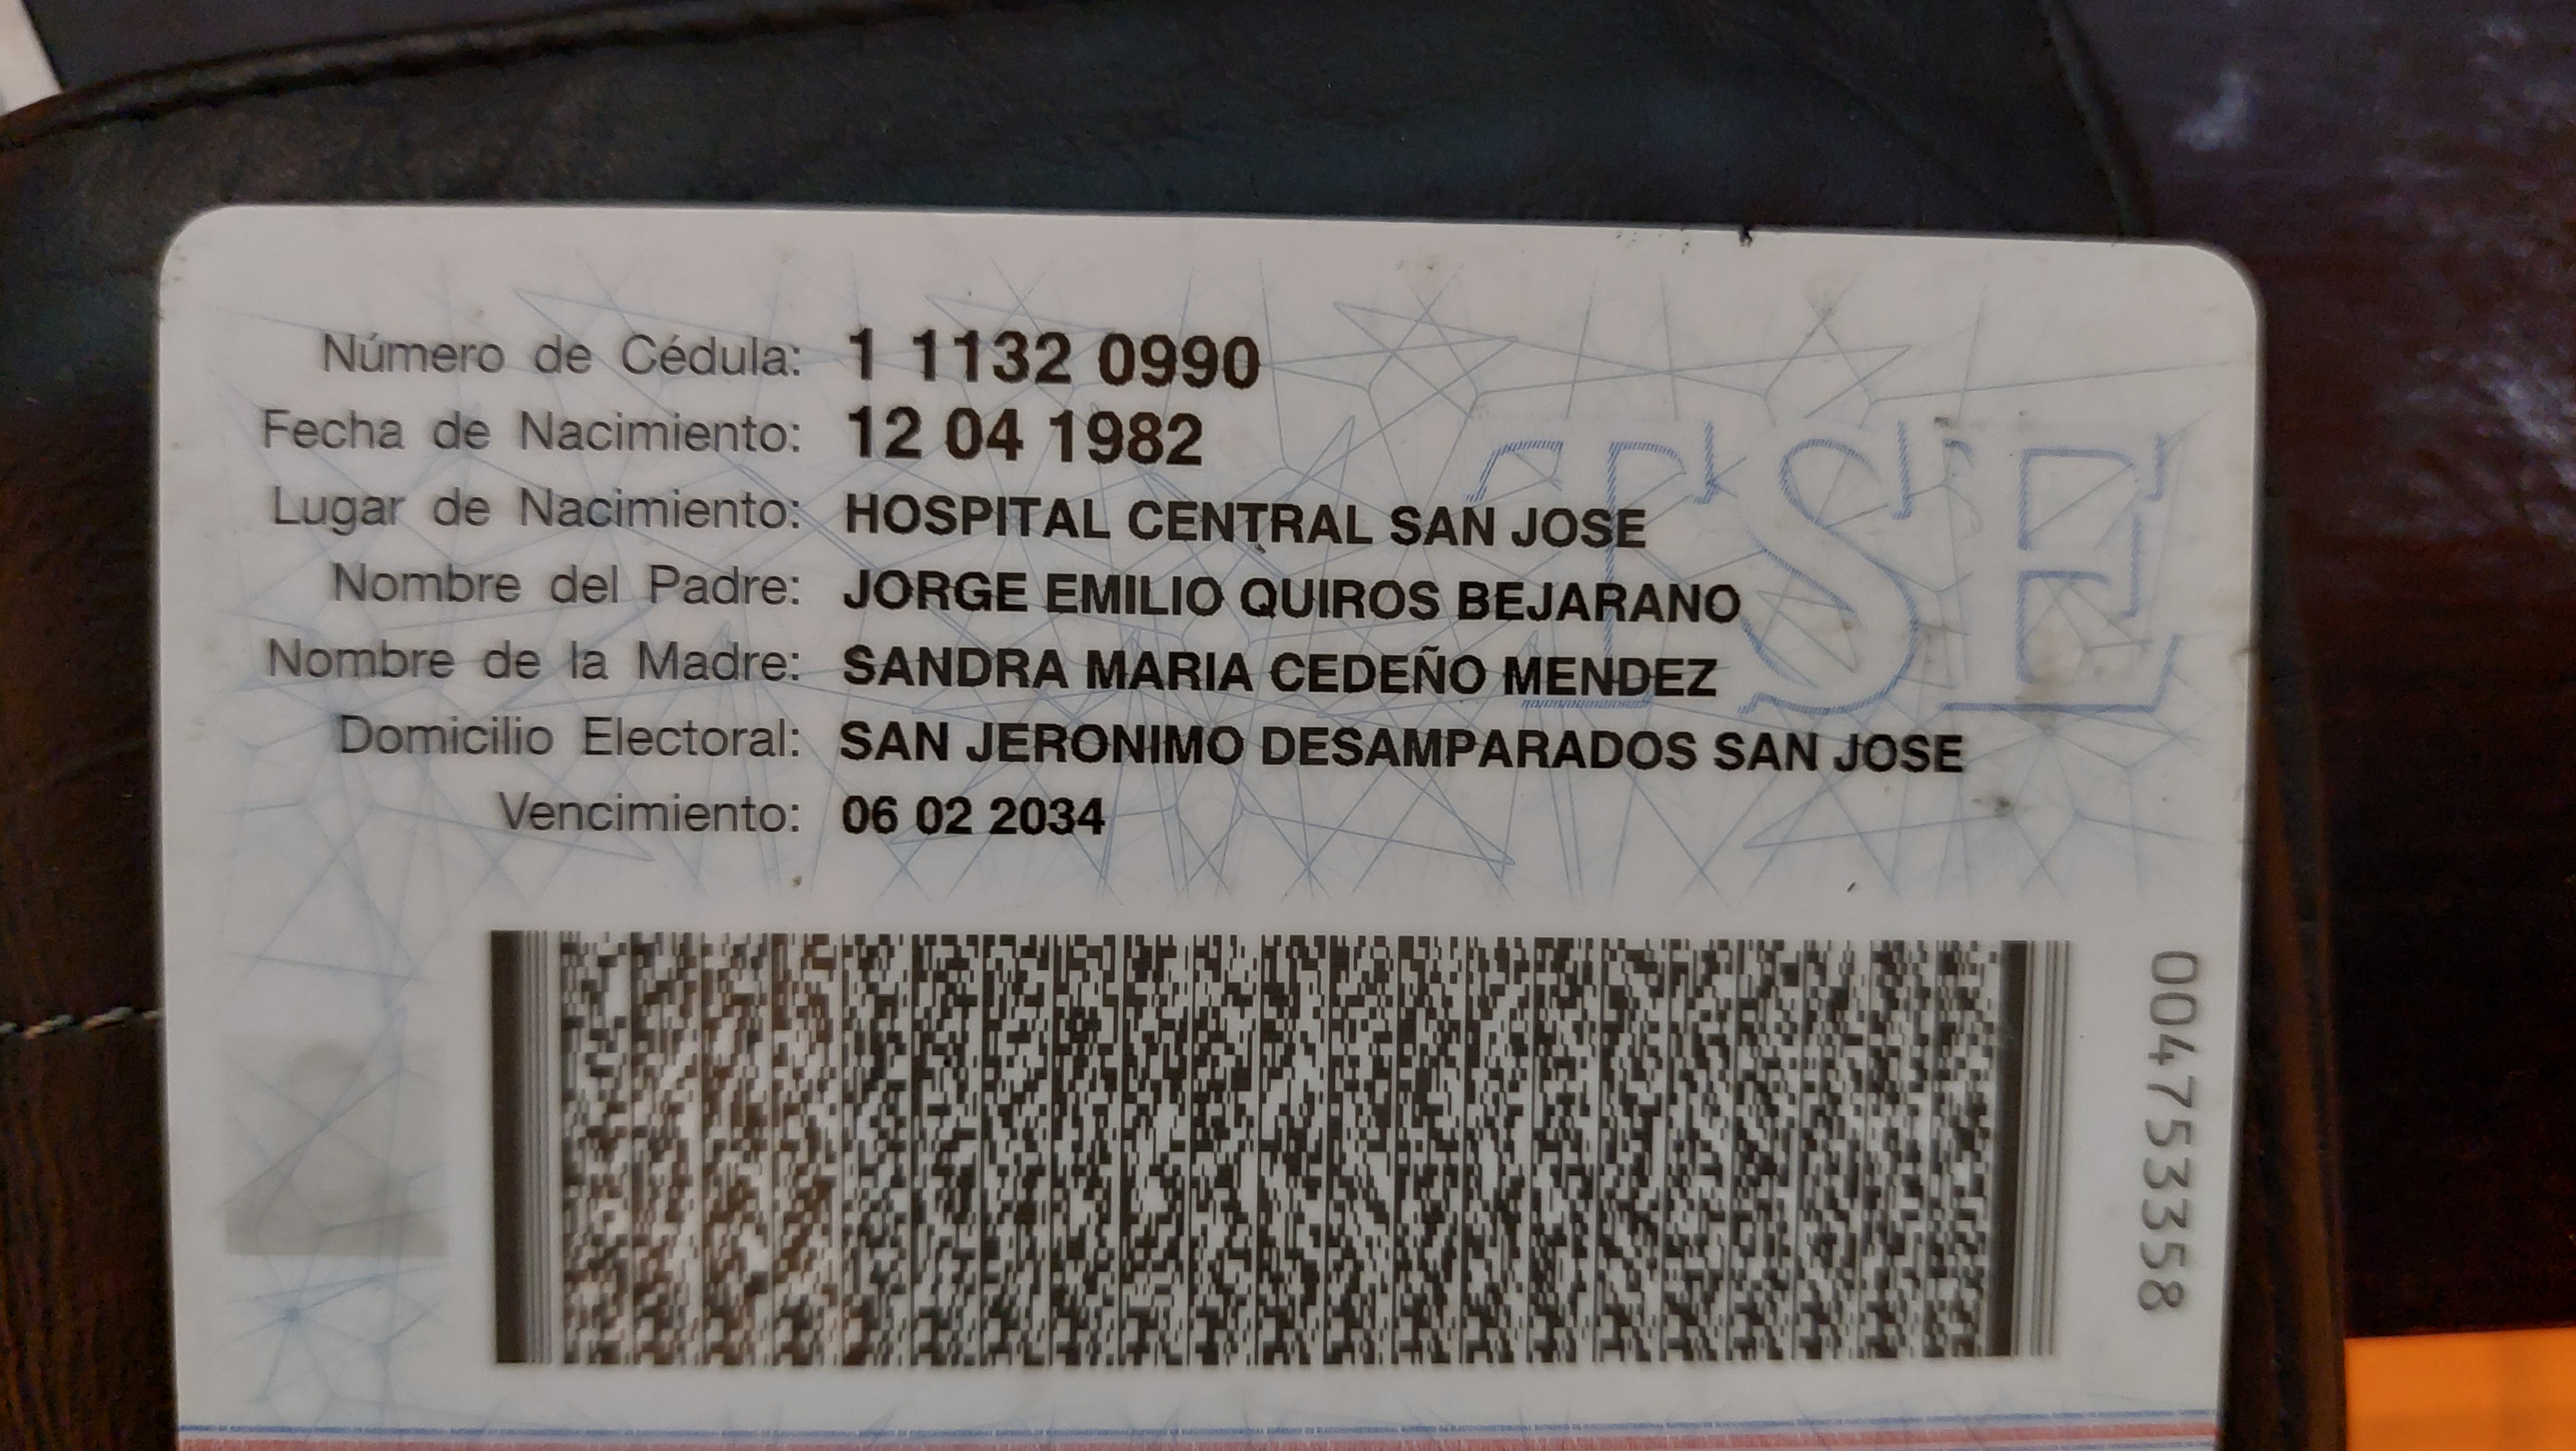 Número de Cédula: 1 1132 0990
Fecha de Nacimiento: 12 04 1982
Lugar de Nacimiento: HOSPITAL CENTRAL SAN JOSE
Nombre del Padre: JORGE EMILIO QUIROS BEJARANO
Nombre de la Madre: SANDRA MARIA CEDEÑO MENDEZ
Domicilio Electoral: SAN JERONIMO DESAMPARADOS SAN JOSE
Vencimiento: 06 02 2034
TSE
004753358